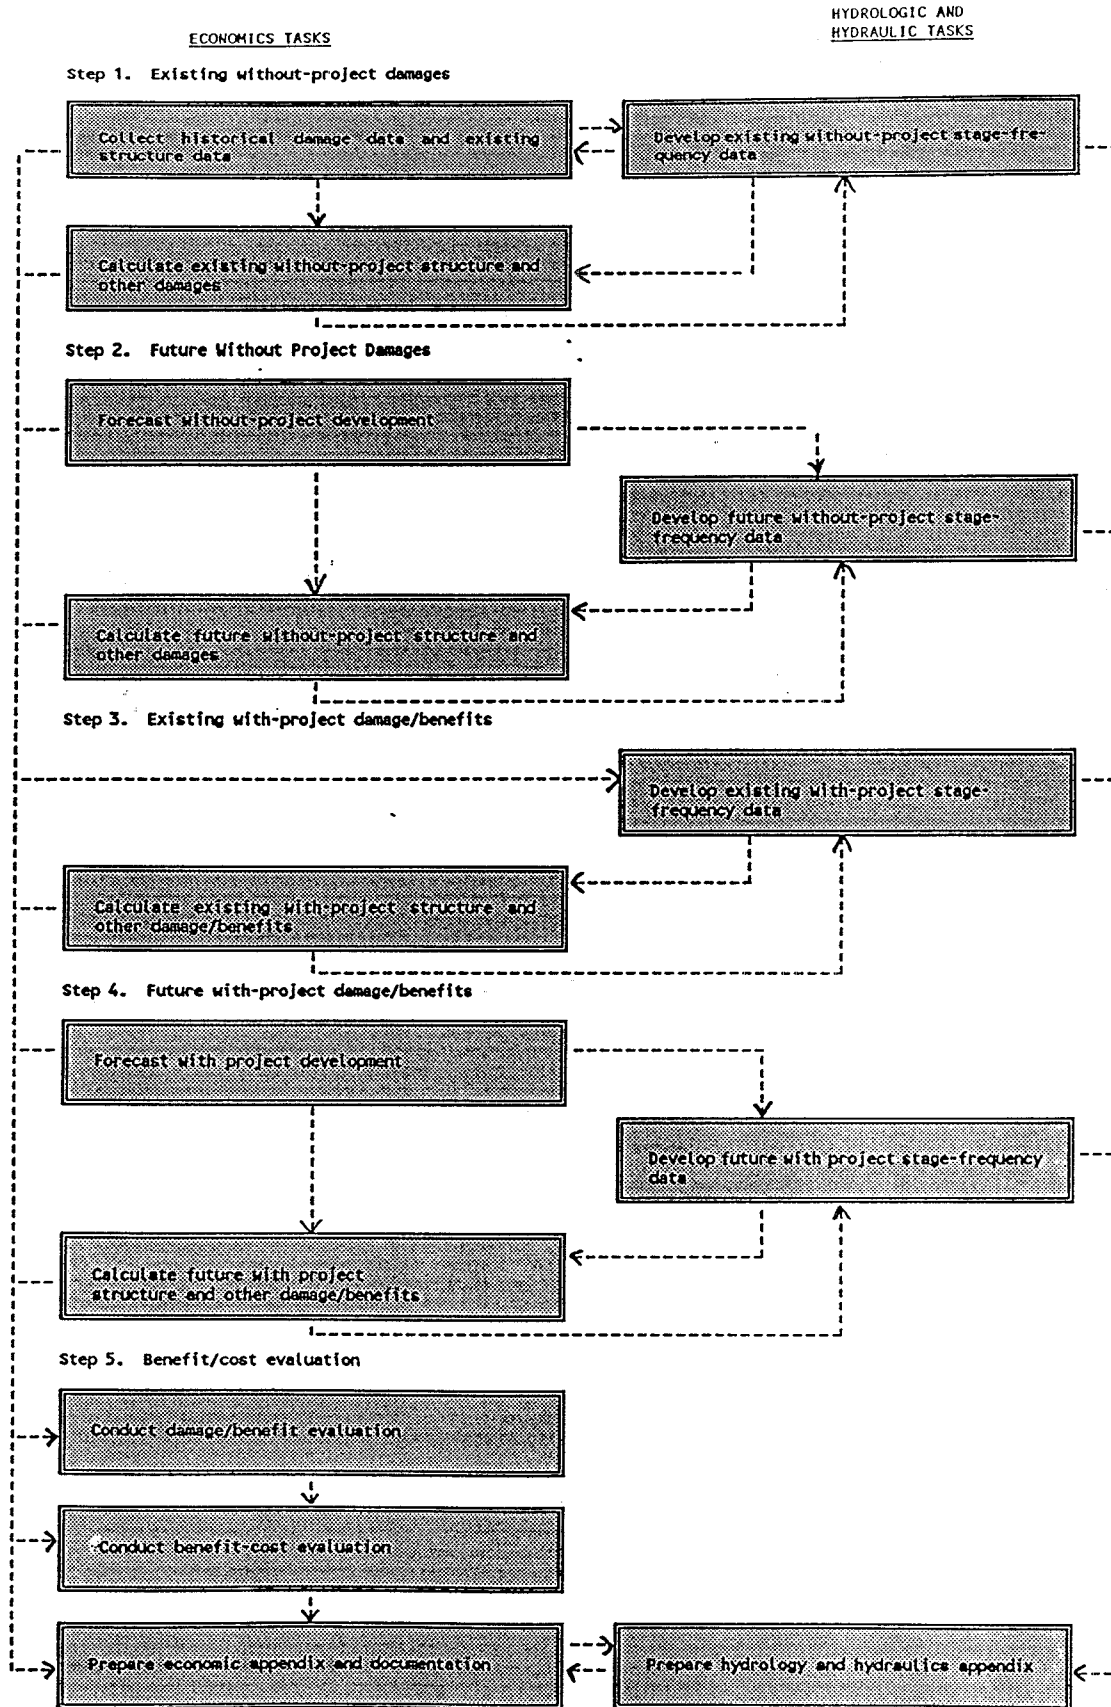 ECONOMICS TASKS
HYDROLOGIC AND
HYDRAULIC TASKS
Step 1. Existing without-project damages
Collect historical damage data and existing
structure data
Develop existing without-project stage-fre-
quency data
Calculate existing without-project structure and
other damages
Step 2. Future Without Project Damages
Forecast without-project development
Develop future without-project stage-
frequency data
Calculate future without-project structure and
other damages
Step 3. Existing with-project damage/benefits
Develop existing with-project stage-
frequency data
Calculate existing with-project structure and
other damage/benefits
Step 4. Future with-project damage/benefits
Forecast with project development
Develop future with project stage-frequency
data
Calculate future with project
structure and other damage/benefits
Step 5. Benefit/cost evaluation
Conduct damage/benefit evaluation
Conduct benefit-cost evaluation
Prepare economic appendix and documentation
Prepare hydrology and hydraulics appendix